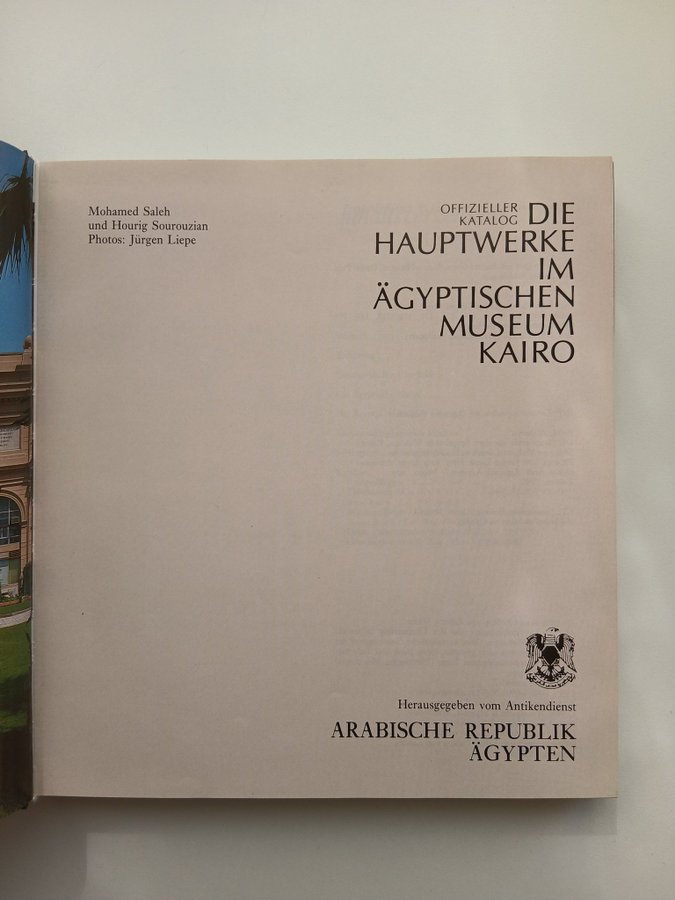 Mohamed Saleh
und Hourig Sourouzian
Photos: Jürgen Liepe
OFFIZIELLER
KATALOG DIE
HAUPTWERKE
IM
ÄGYPTISCHEN
MUSEUM
KAIRO
Herausgegeben vom Antikendienst
ARABISCHE REPUBLIK
ÄGYPTEN